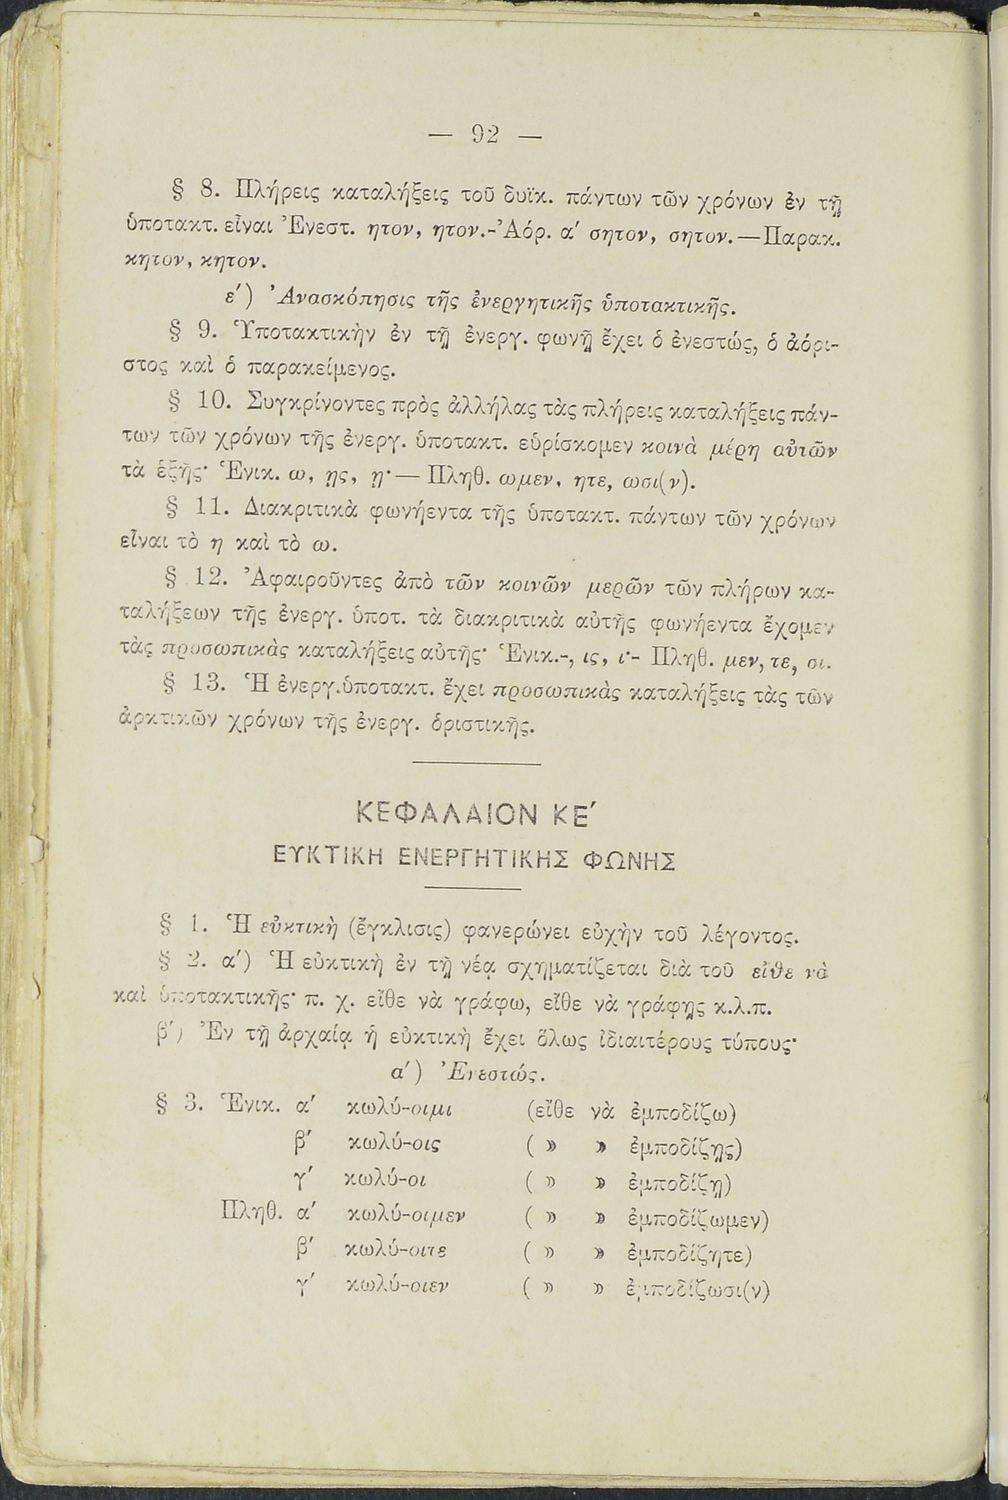 — 92 —
§ 8. Πλήρεις καταλήξεις τοῦ δυϊκ. πάντων τῶν χρόνων ἐν τῇ
ὑποτακτ. εἶναι Ἐνεστ. ητον, ητον.-Ἀόρ. α΄ σητον, σητον.—Παρακ.
κητον, κητον.
ε΄) Ἀνασκόπησις τῆς ἐνεργητικῆς ὑποτακτικῆς.
§ 9. Ὑποτακτικὴν ἐν τῇ ἐνεργ. φωνῇ ἔχει ὁ ἐνεστώς, ὁ ἀόρι-
στος καὶ ὁ παρακείμενος.
§ 10. Συγκρίνοντες πρὸς ἀλλήλας τὰς πλήρεις καταλήξεις πάν-
των τῶν χρόνων τῆς ἐνεργ. ὑποτακτ. εὑρίσκομεν κοινὰ μέρη αὐτῶν
τὰ ἑξῆς· Ἑνικ. ω, ῃς, ῃ·— Πληθ. ωμεν, ητε, ωσι(ν).
§ 11. Διακριτικὰ φωνήεντα τῆς ὑποτακτ. πάντων τῶν χρόνων
εἶναι τὸ η καὶ τὸ ω.
§ 12. Ἀφαιροῦντες ἀπὸ τῶν κοινῶν μερῶν τῶν πλήρων κα-
ταλήξεων τῆς ἐνεργ. ὑποτ. τὰ διακριτικὰ αὐτῆς φωνήεντα ἔχομεν
τὰς προσωπικὰς καταλήξεις αὐτῆς· Ἑνικ.-, ις, ι·- Πληθ. μεν, τε, σι.
§ 13. Ἡ ἐνεργ.ὑποτακτ. ἔχει προσωπικὰς καταλήξεις τὰς τῶν
ἀρκτικῶν χρόνων τῆς ἐνεργ. ὁριστικῆς.
ΚΕΦΑΛΑΙΟΝ ΚΕ΄
ΕΥΚΤΙΚΗ ΕΝΕΡΓΗΤΙΚΗΣ ΦΩΝΗΣ
§ 1. Ἡ εὐκτικὴ (ἔγκλισις) φανερώνει εὐχὴν τοῦ λέγοντος.
§ 2. α΄) Ἡ εὐκτικὴ ἐν τῇ νέᾳ σχηματίζεται διὰ τοῦ εἴθε νὰ
καὶ ὑποτακτικῆς· π. χ. εἴθε νὰ γράφω, εἴθε νὰ γράφῃς κ.λ.π.
β΄) Ἐν τῇ ἀρχαίᾳ ἡ εὐκτικὴ ἔχει ὅλως ἰδιαιτέρους τύπους·
α΄) Ἐνεστώς.
§ 3. Ἑνικ. α΄ κωλύ-οιμι (εἴθε νὰ ἐμποδίζω)
β΄ κωλύ-οις ( » » ἐμποδίζῃς)
γ΄ κωλύ-οι ( » » ἐμποδίζῃ)
Πληθ. α΄ κωλύ-οιμεν ( » » ἐμποδίζωμεν)
β΄ κωλύ-οιτε ( » » ἐμποδίζητε)
γ΄ κωλύ-οιεν ( » » ἐμποδίζωσι(ν)